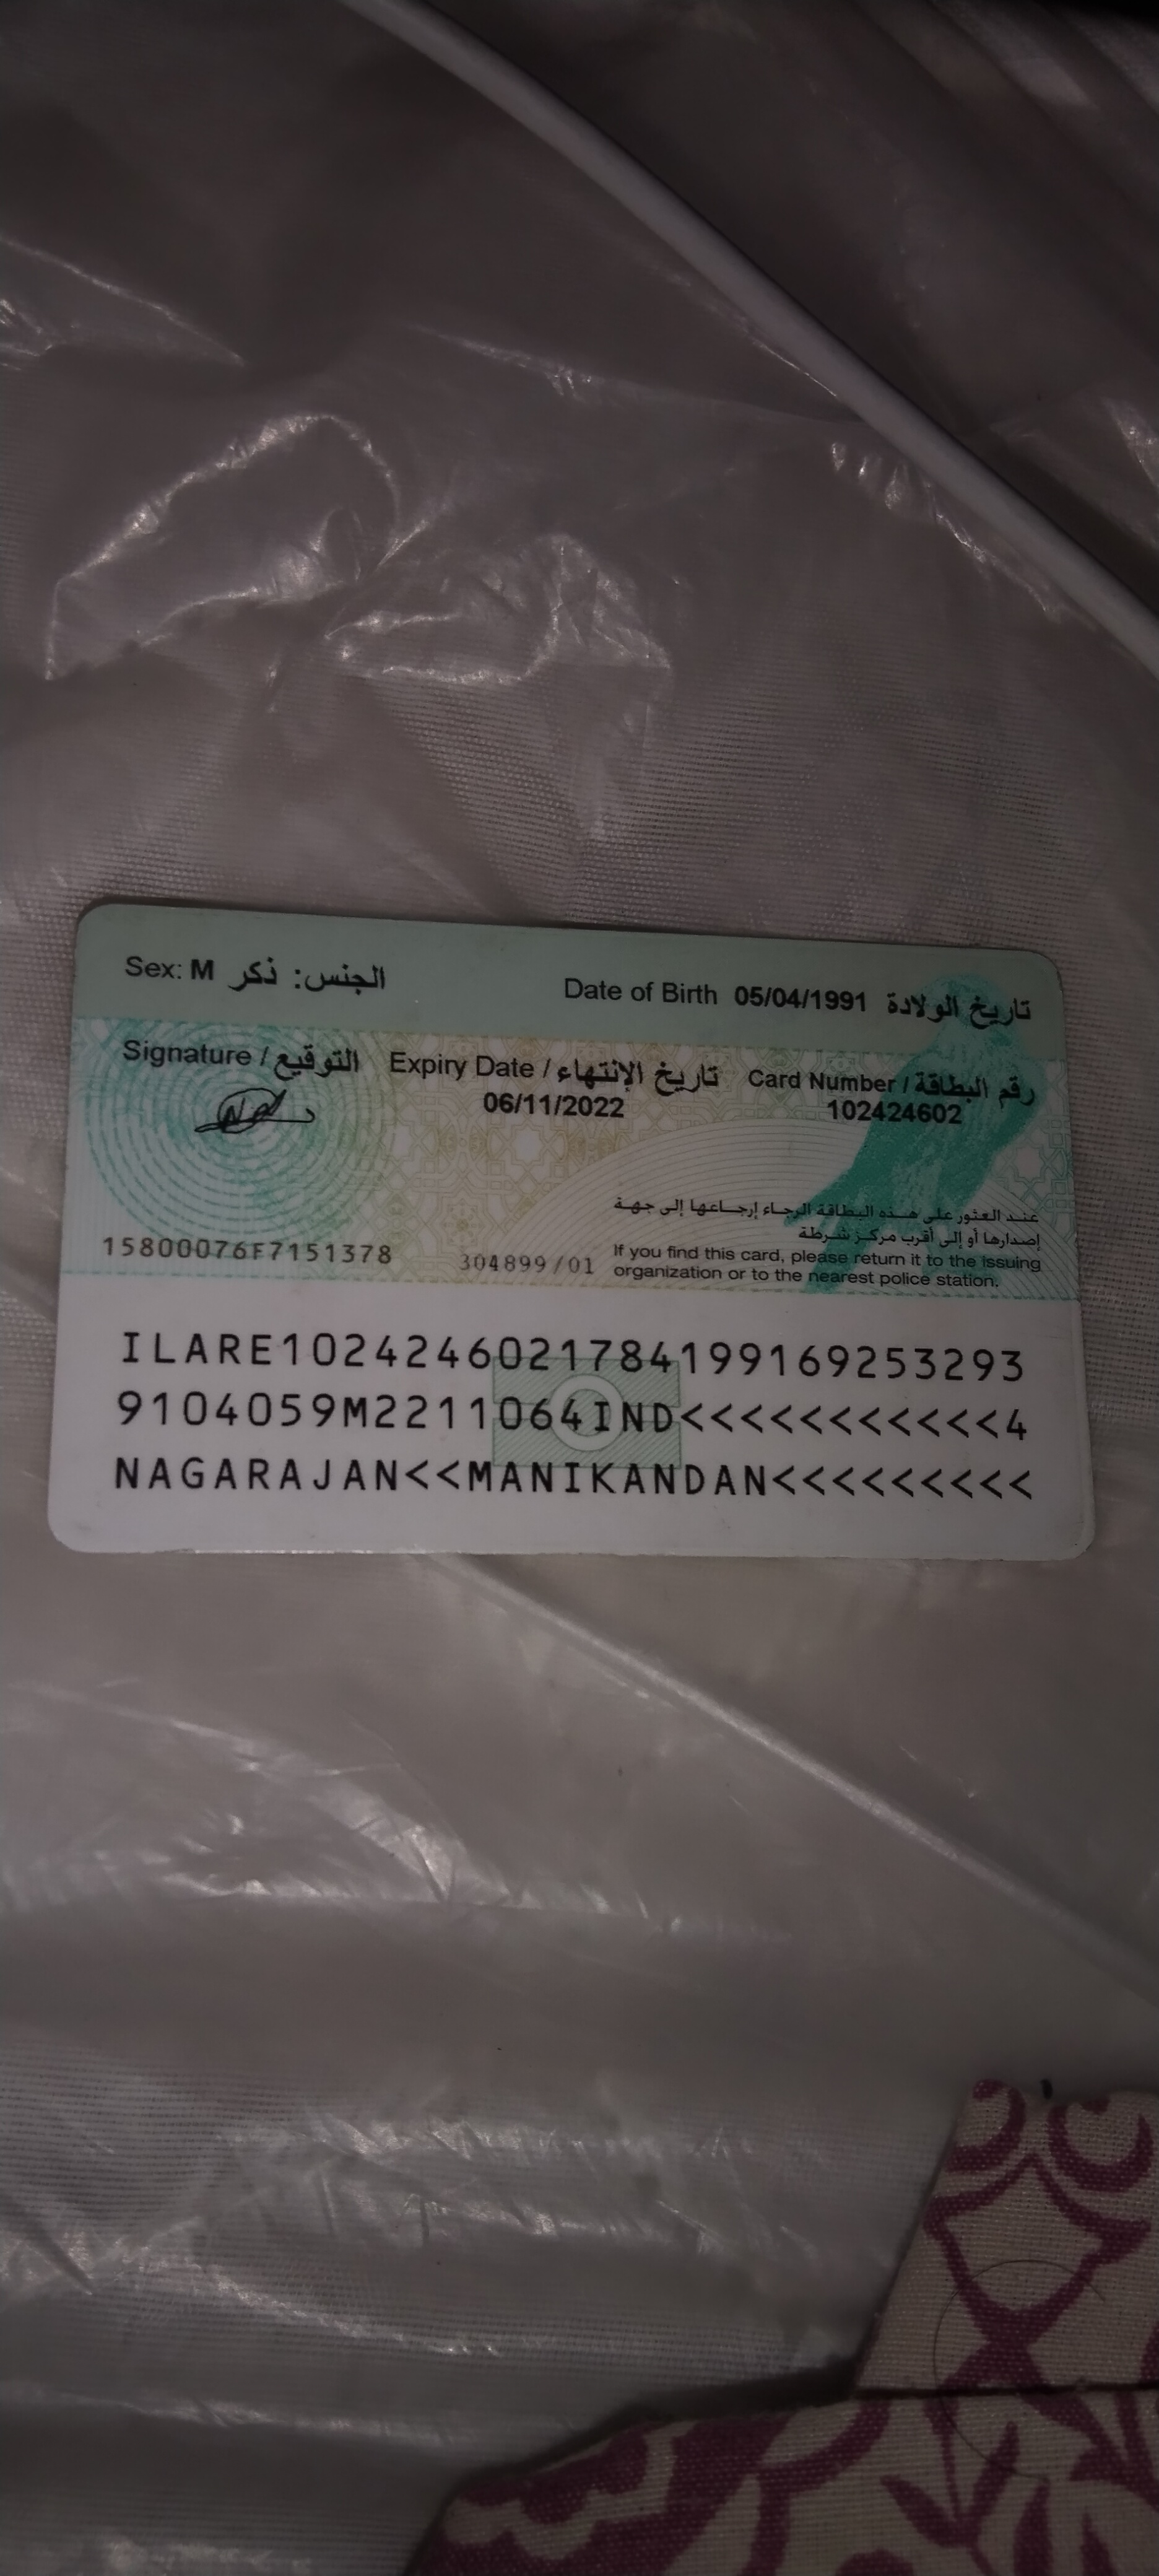 Sex: M الجنس: ذكر
Date of Birth 05/04/1991 تاريخ الولادة
Signature / التوقيع
Expiry Date / تاريخ الإنتهاء
06/11/2022
Card Number / رقم البطاقة
102424602
عند العثور على هذه البطاقة الرجاء إرجاعها إلى جهة
إصدارها أو إلى أقرب مركز شرطة
If you find this card, please return it to the issuing
organization or to the nearest police station.
15800076F7151378
304899/01
ILARE1024246021784199169253293
9104059M2211064IND<<<<<<<<<<<4
NAGARAJAN<<MANIKANDAN<<<<<<<<<